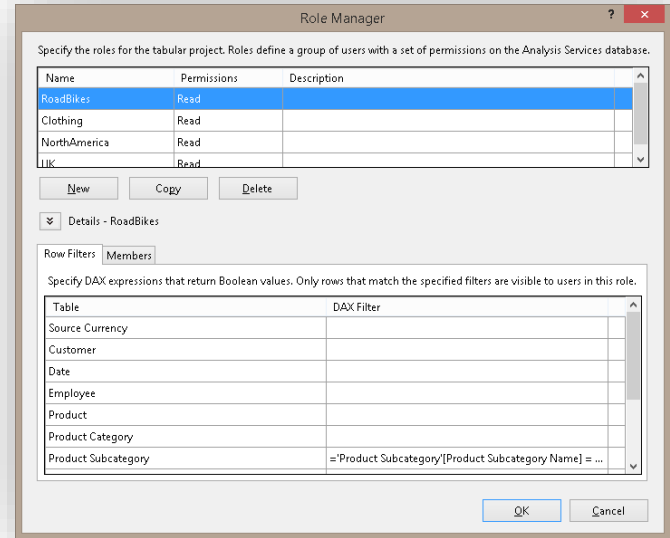 Role Manager
Specify the roles for the tabular project. Roles define a group of users with a set of permissions on the Analysis Services database.
Name Permissions Description
RoadBikes Read
Clothing Read
NorthAmerica Read
UK Read
New Copy Delete
Details - RoadBikes
Row Filters Members
Specify DAX expressions that return Boolean values. Only rows that match the specified filters are visible to users in this role.
Table DAX Filter
Source Currency
Customer
Date
Employee
Product
Product Category
Product Subcategory ='Product Subcategory'[Product Subcategory Name] = ...
OK Cancel